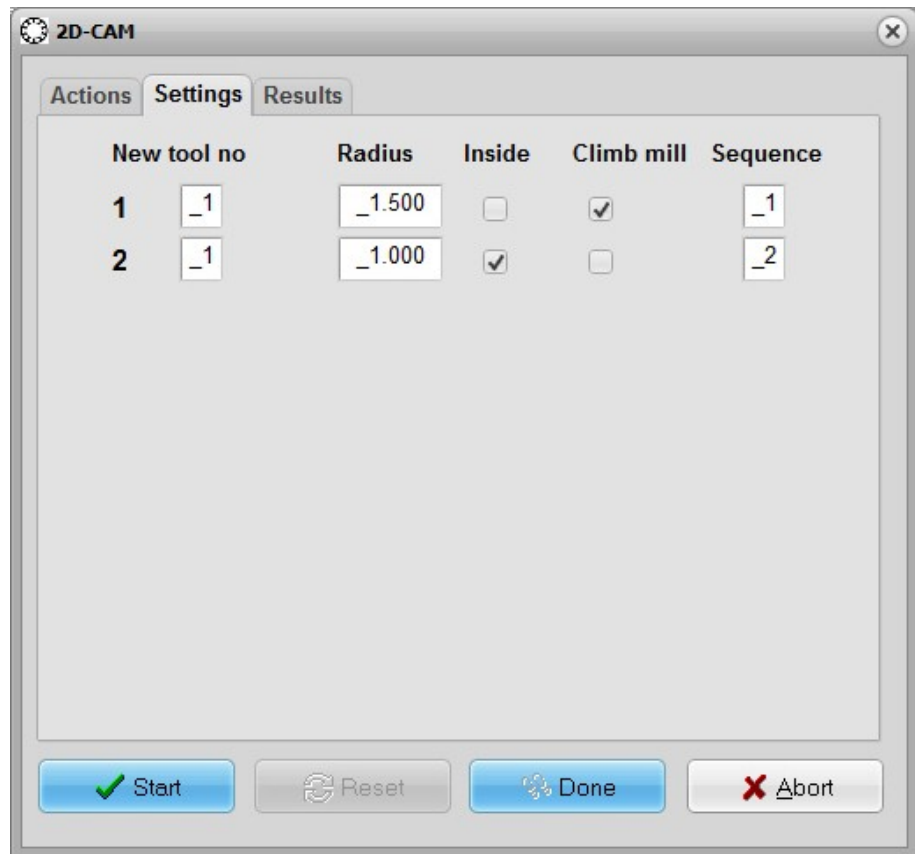 2D-CAM
Actions Settings Results
New tool no Radius Inside Climb mill Sequence
1 _1 _1.500 _1
2 _1 _1.000 _2
Start Reset Done Abort